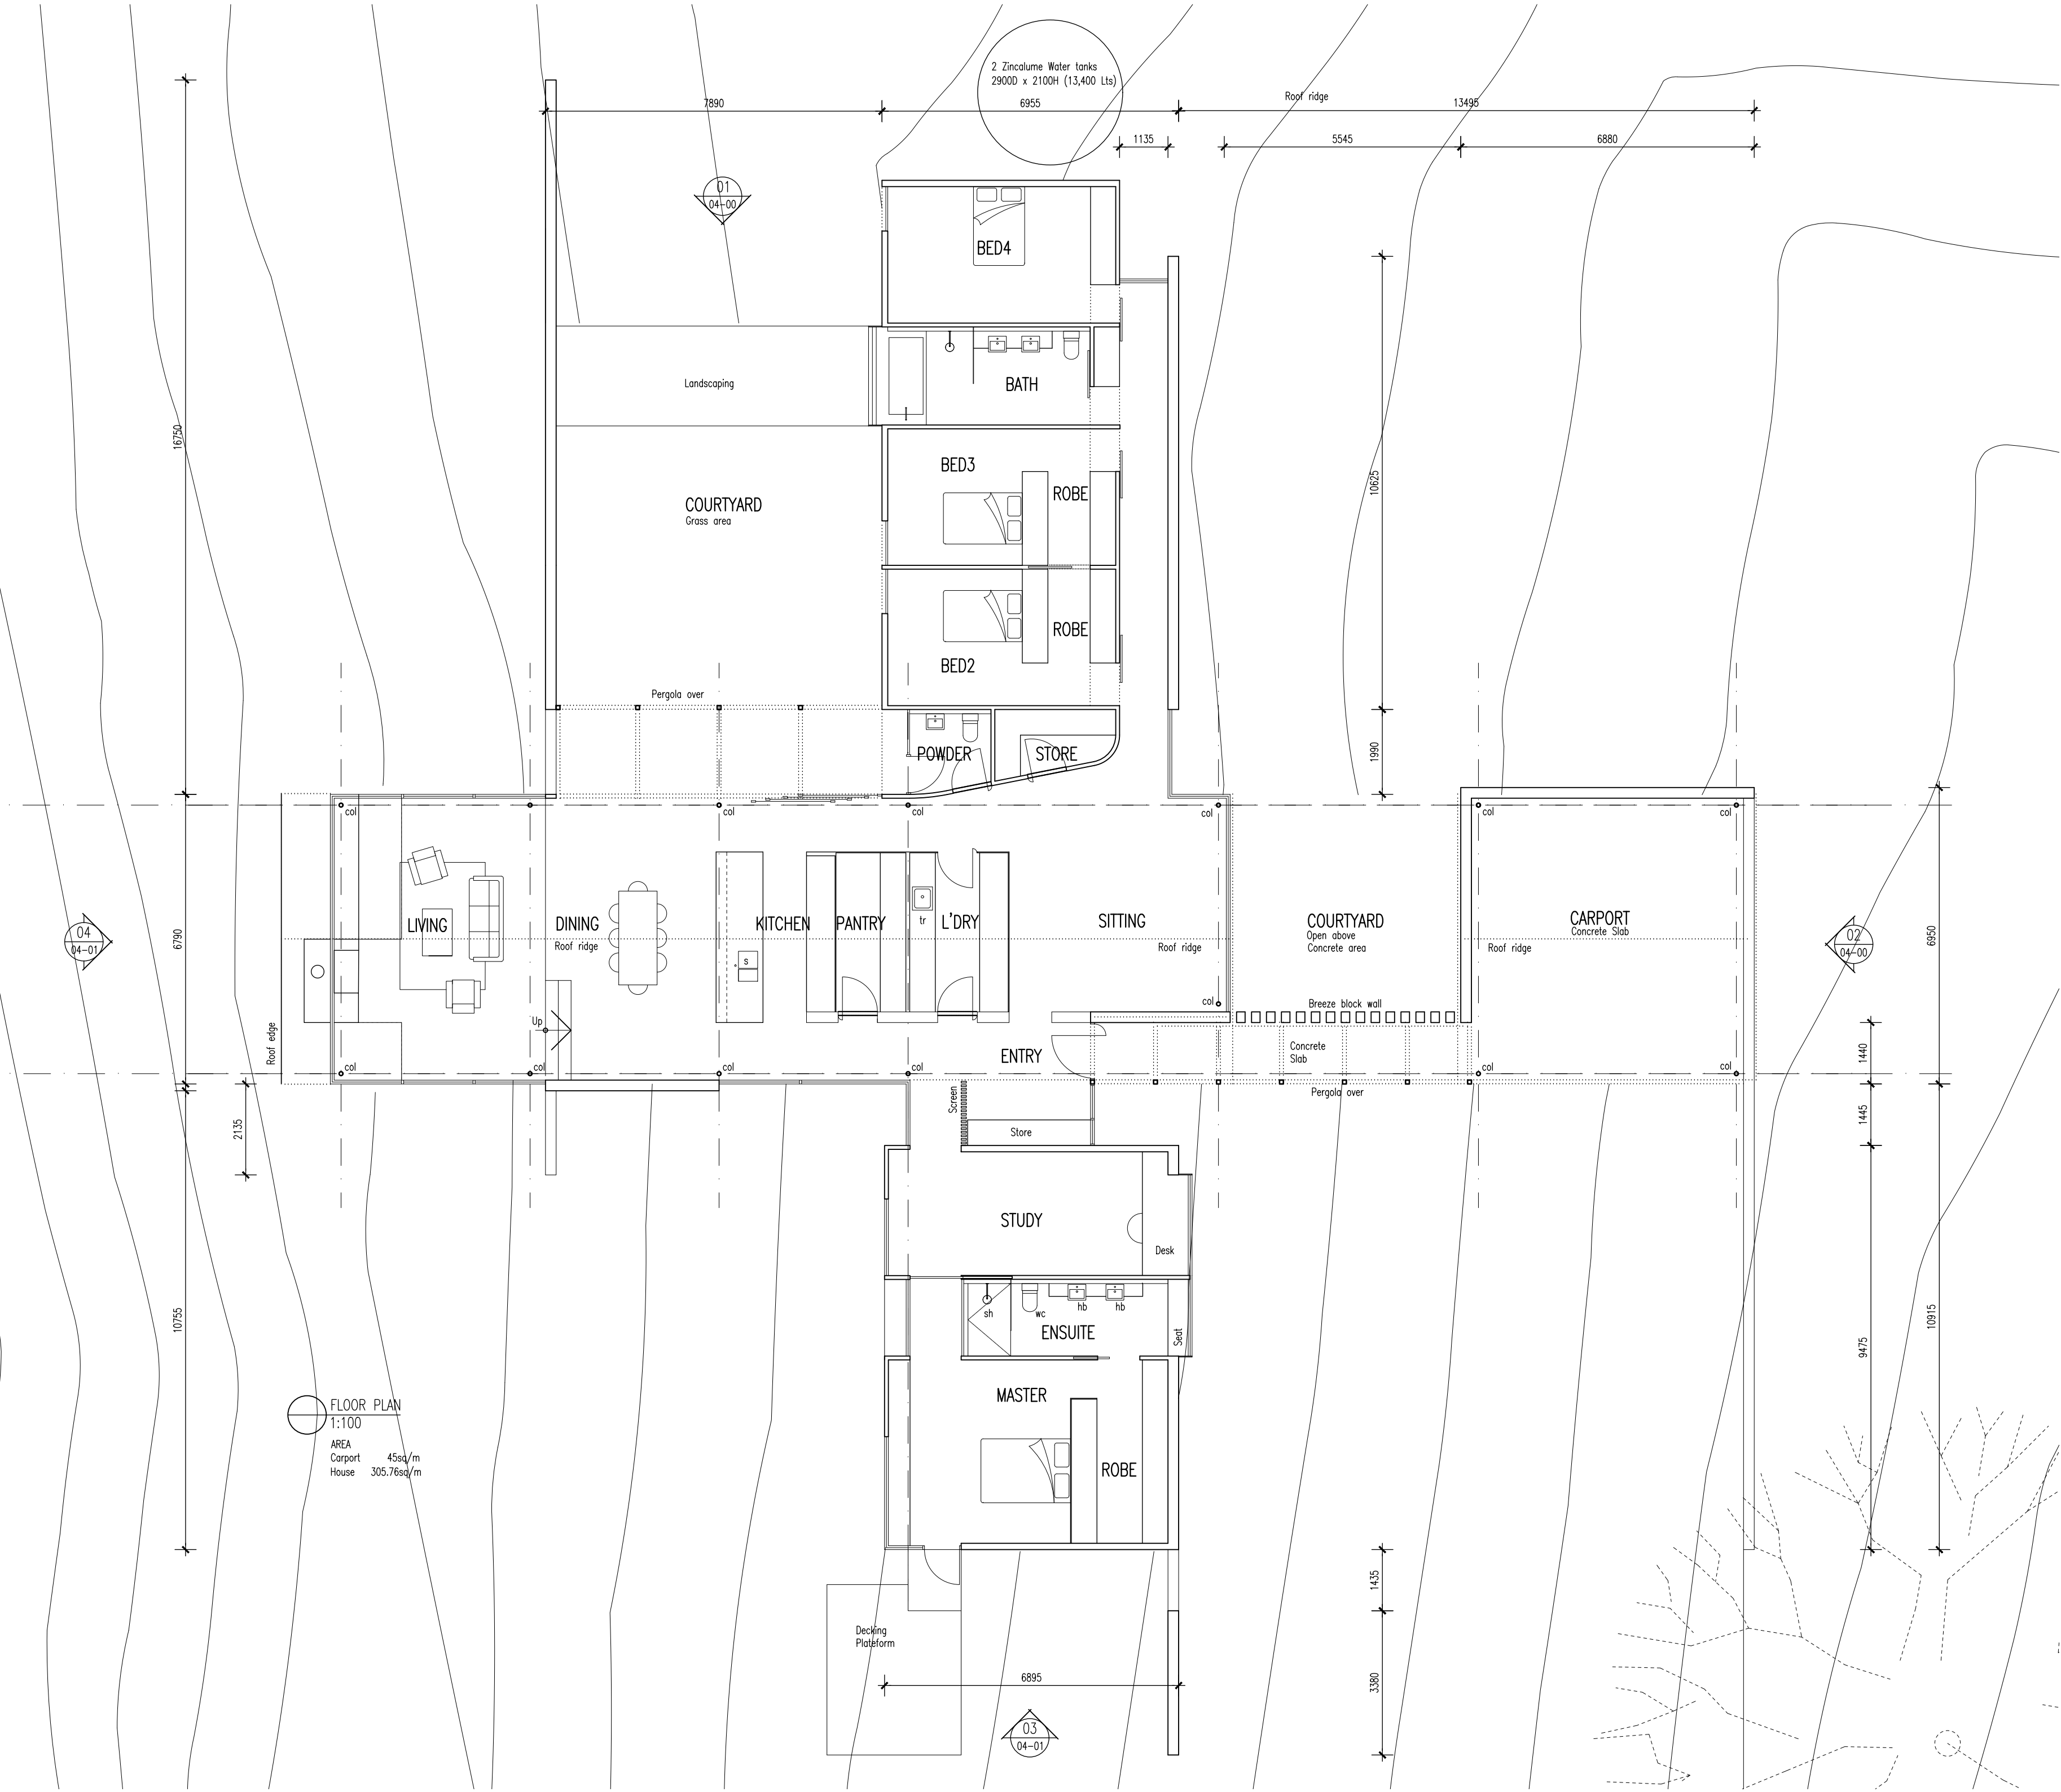 2 Zincalume Water tanks
2900D x 2100H (13,400 Lts)
Roof ridge
7890
6955
13495
1135
5545
6880
01
04-00
BED4
Landscaping
BATH
16750
10625
BED3
ROBE
COURTYARD
Grass area
ROBE
BED2
Pergola over
POWDER
STORE
1990
col
col
col
col
col
col
LIVING
DINING
Roof ridge
KITCHEN
PANTRY
tr
L'DRY
SITTING
Roof ridge
COURTYARD
Open above
Concrete area
CARPORT
Concrete Slab
Roof ridge
04
04-01
02
04-00
6790
6950
s
col
Breeze block wall
Up
Roof edge
ENTRY
Concrete
Slab
1440
col
col
col
col
col
col
Pergola over
2135
Screen
Store
1445
STUDY
Desk
sh
wc
hb
hb
ENSUITE
Seat
10755
9475
10915
MASTER
ROBE
FLOOR PLAN
1:100
AREA
Carport 45sq/m
House 305.76sq/m
1435
Decking
Plateform
6895
3380
03
04-01